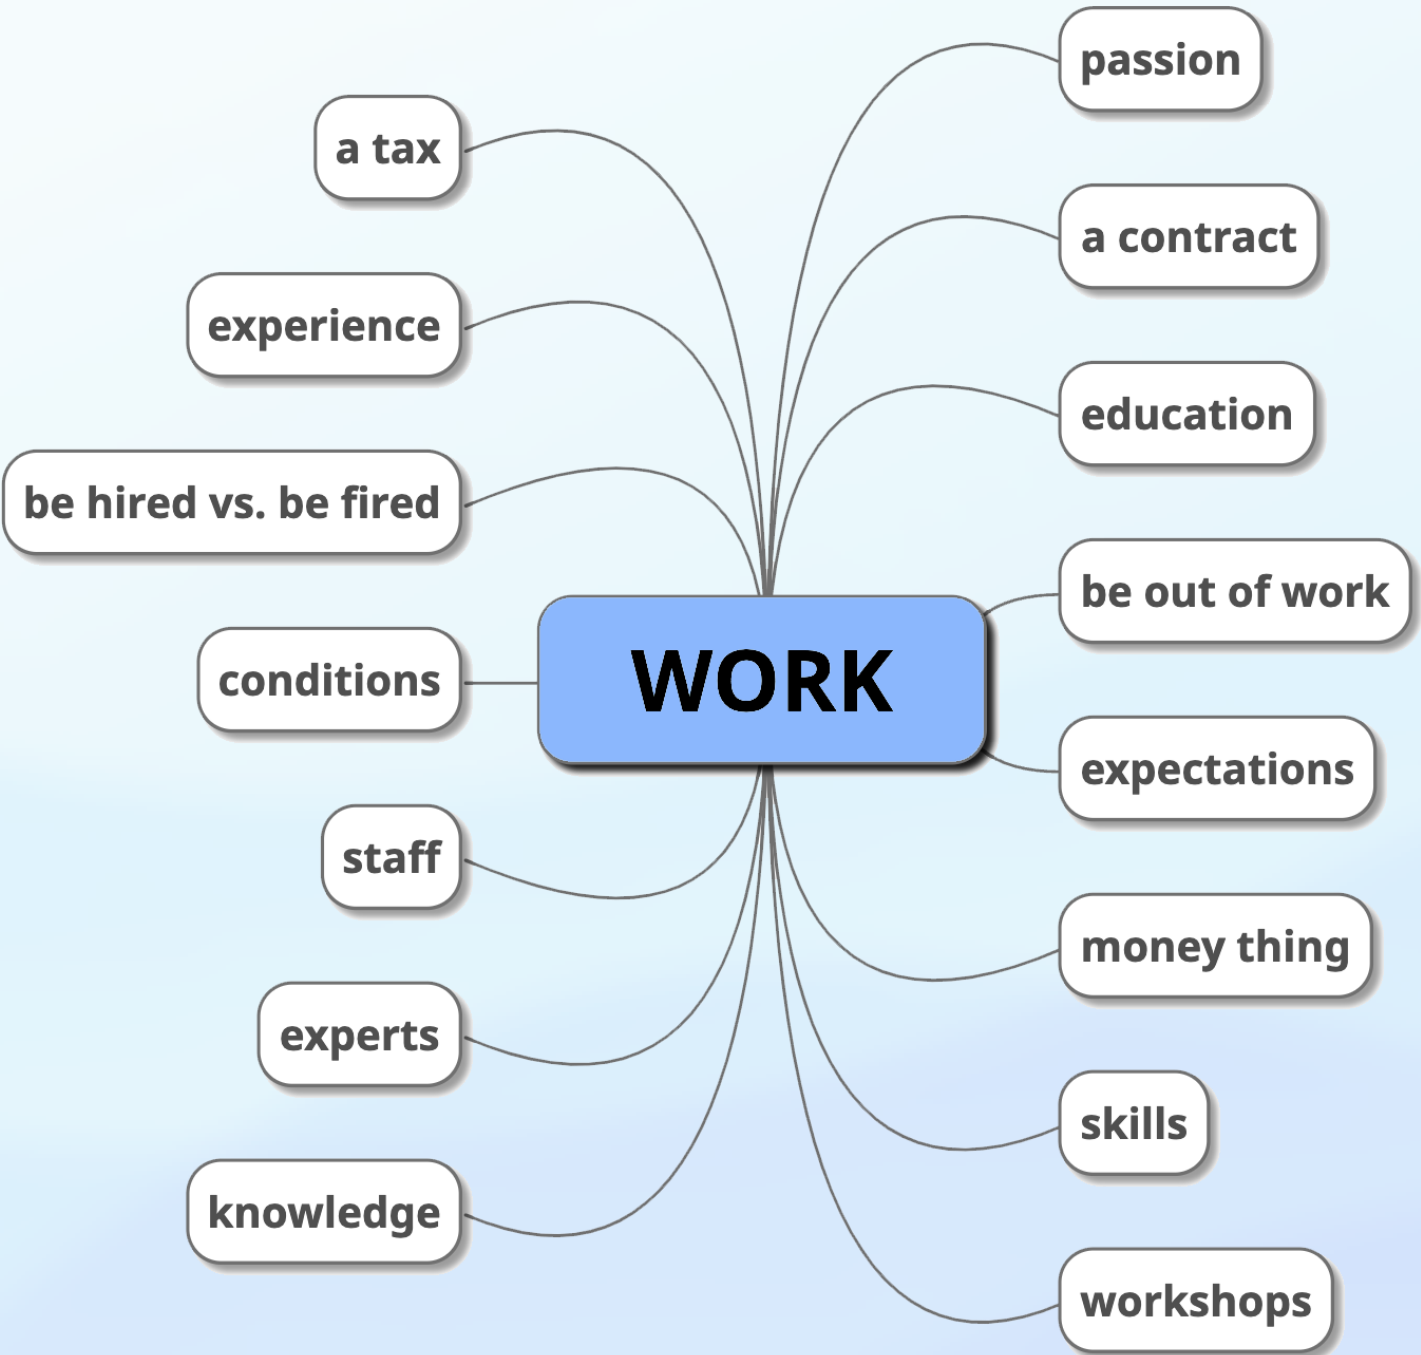 passion
a tax
a contract
experience
education
be hired vs. be fired
be out of work
WORK
conditions
expectations
staff
money thing
experts
skills
knowledge
workshops